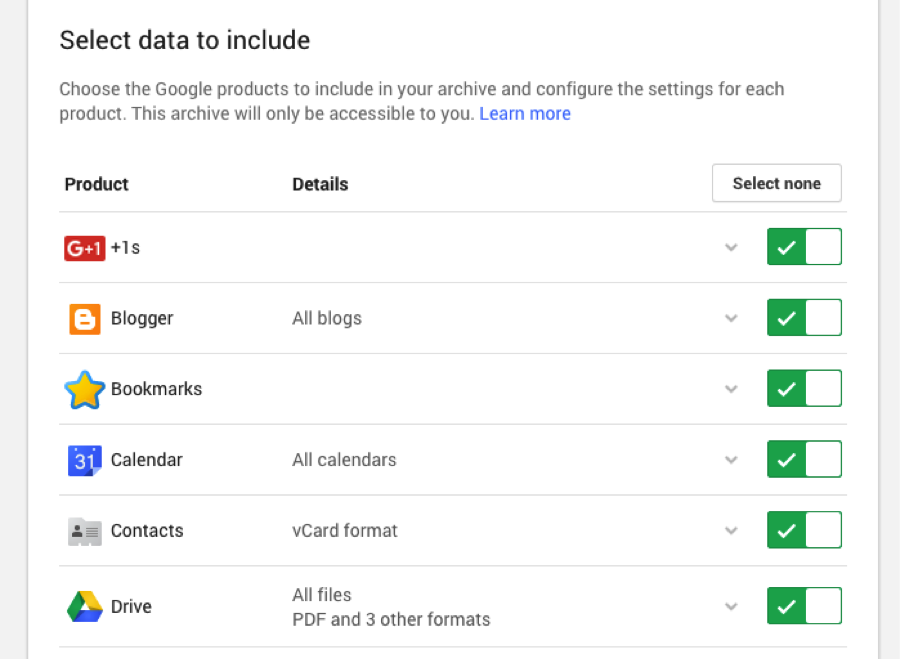 Select data to include
Choose the Google products to include in your archive and configure the settings for each
product. This archive will only be accessible to you. Learn more
Product Details Select none
G+1 +1s
Blogger All blogs
Bookmarks
31 Calendar All calendars
Contacts vCard format
Drive All files
PDF and 3 other formats